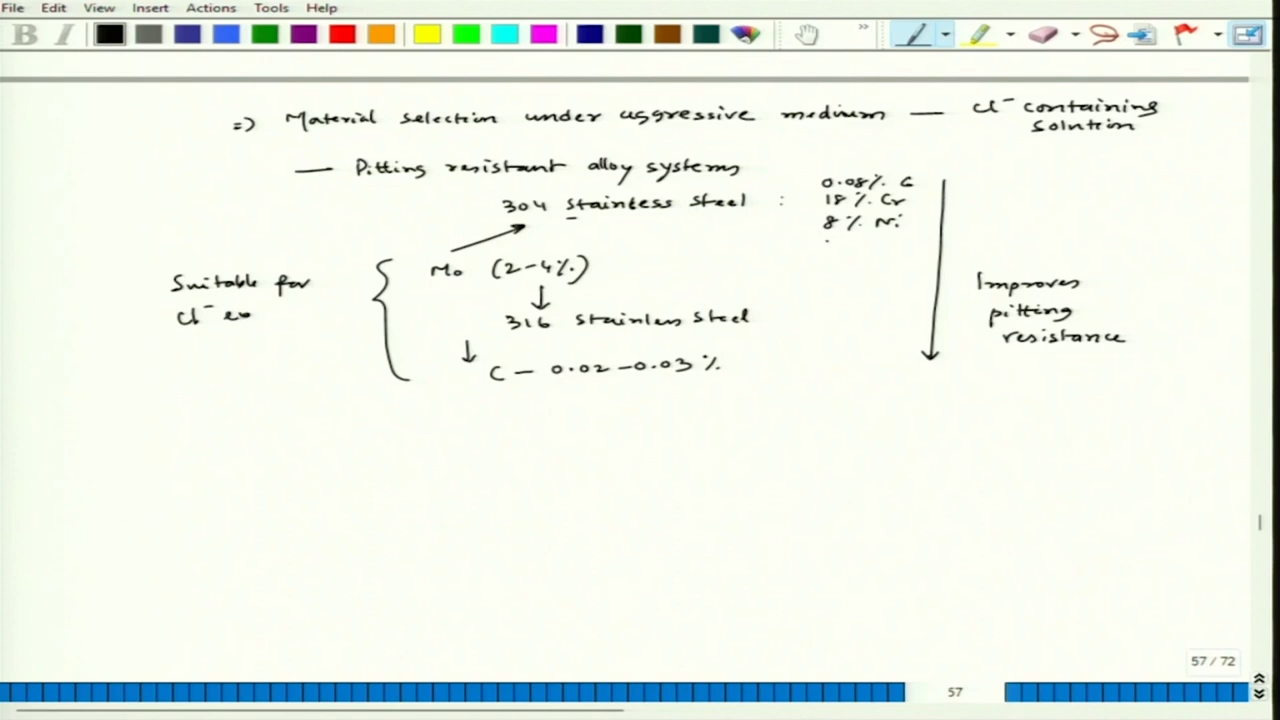 File Edit View Insert Actions Tools Help
B I
»
=> Material selection under aggressive medium — Cl⁻ containing solution
— Pitting resistant alloy systems
304 Stainless Steel : 0.08% C
18% Cr
8% Ni
Mo (2-4%)
316 Stainless Steel
C - 0.02-0.03%
Suitable for
Cl⁻ en
Improves
pitting
resistance
57 / 72
57